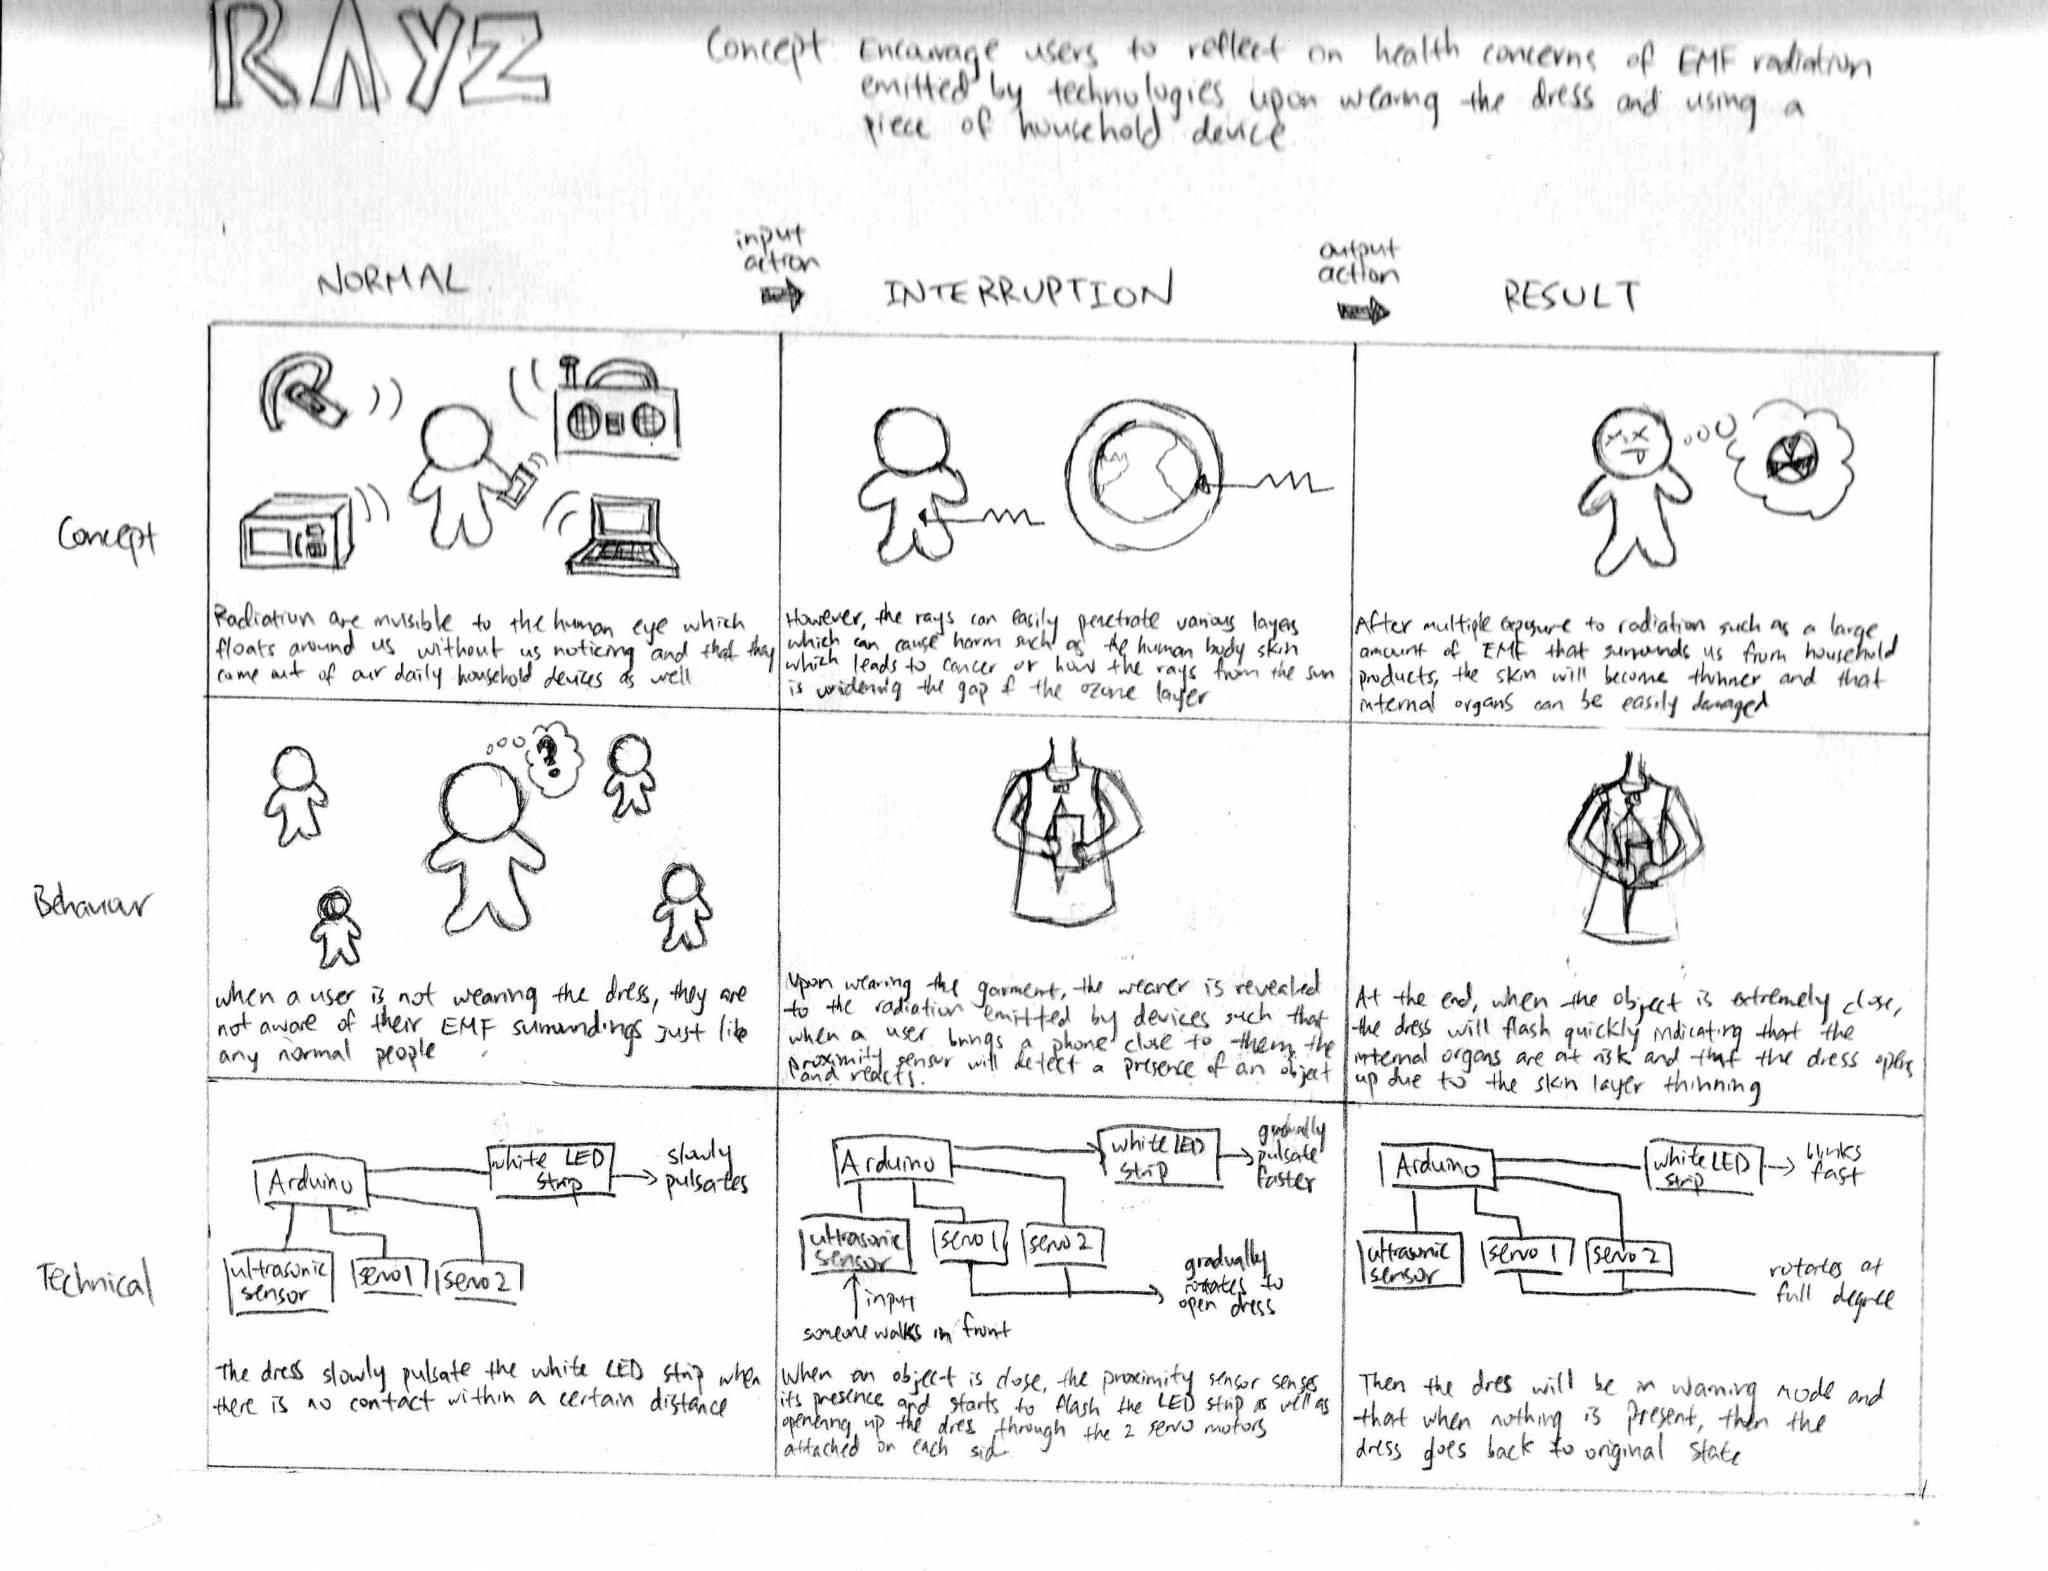 RAYZ
Concept: Encourage users to reflect on health concerns of EMF radiation
emitted by technologies upon wearing the dress and using a
piece of household device
NORMAL
input
action
INTERRUPTION
output
action
RESULT
Concept
Radiation are invisible to the human eye which
floats around us without us noticing and that they
come out of our daily household devices as well
However, the rays can easily penetrate various layers
which can cause harm such as the human body skin
which leads to cancer or how the rays from the sun
is widening the gap of the ozone layer
After multiple exposure to radiation such as a large
amount of EMF that surrounds us from household
products, the skin will become thinner and that
internal organs can be easily damaged
Behaviour
?
when a user is not wearing the dress, they are
not aware of their EMF surroundings just like
any normal people
Upon wearing the garment, the wearer is revealed
to the radiation emitted by devices such that
when a user brings a phone close to them, the
proximity sensor will detect a presence of an object
and reacts.
At the end, when the object is extremely close,
the dress will flash quickly indicating that the
internal organs are at risk and that the dress opens
up due to the skin layer thinning
Technical
Arduino
white LED
strip
slowly
pulsates
ultrasonic
sensor
servo 1
servo 2
The dress slowly pulsate the white LED strip when
there is no contact within a certain distance
Arduino
white LED
strip
gradually
pulsate
faster
ultrasonic
sensor
servo 1
servo 2
input
someone walks in front
gradually
rotates to
open dress
When an object is close, the proximity sensor senses
its presence and starts to flash the LED strip as well as
openening up the dress through the 2 servo motors
attached on each sid
Arduino
white LED
strip
blinks
fast
ultrasonic
sensor
servo 1
servo 2
rotates at
full degree
Then the dres will be in warning mode and
that when nothing is present, then the
dress goes back to original state